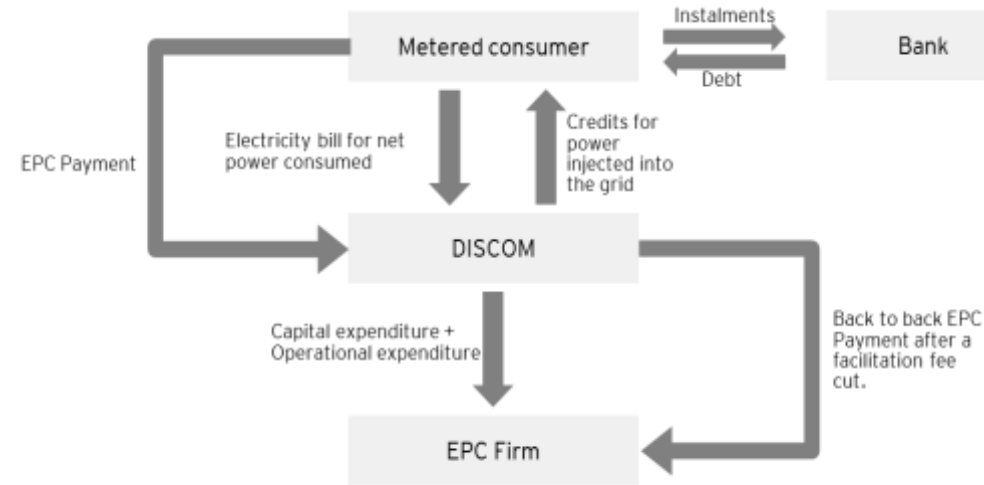 Instalments
Metered consumer
Bank
Debt
EPC Payment
Electricity bill for net
power consumed
Credits for
power
injected into
the grid
DISCOM
Capital expenditure +
Operational expenditure
Back to back EPC
Payment after a
facilitation fee
cut.
EPC Firm